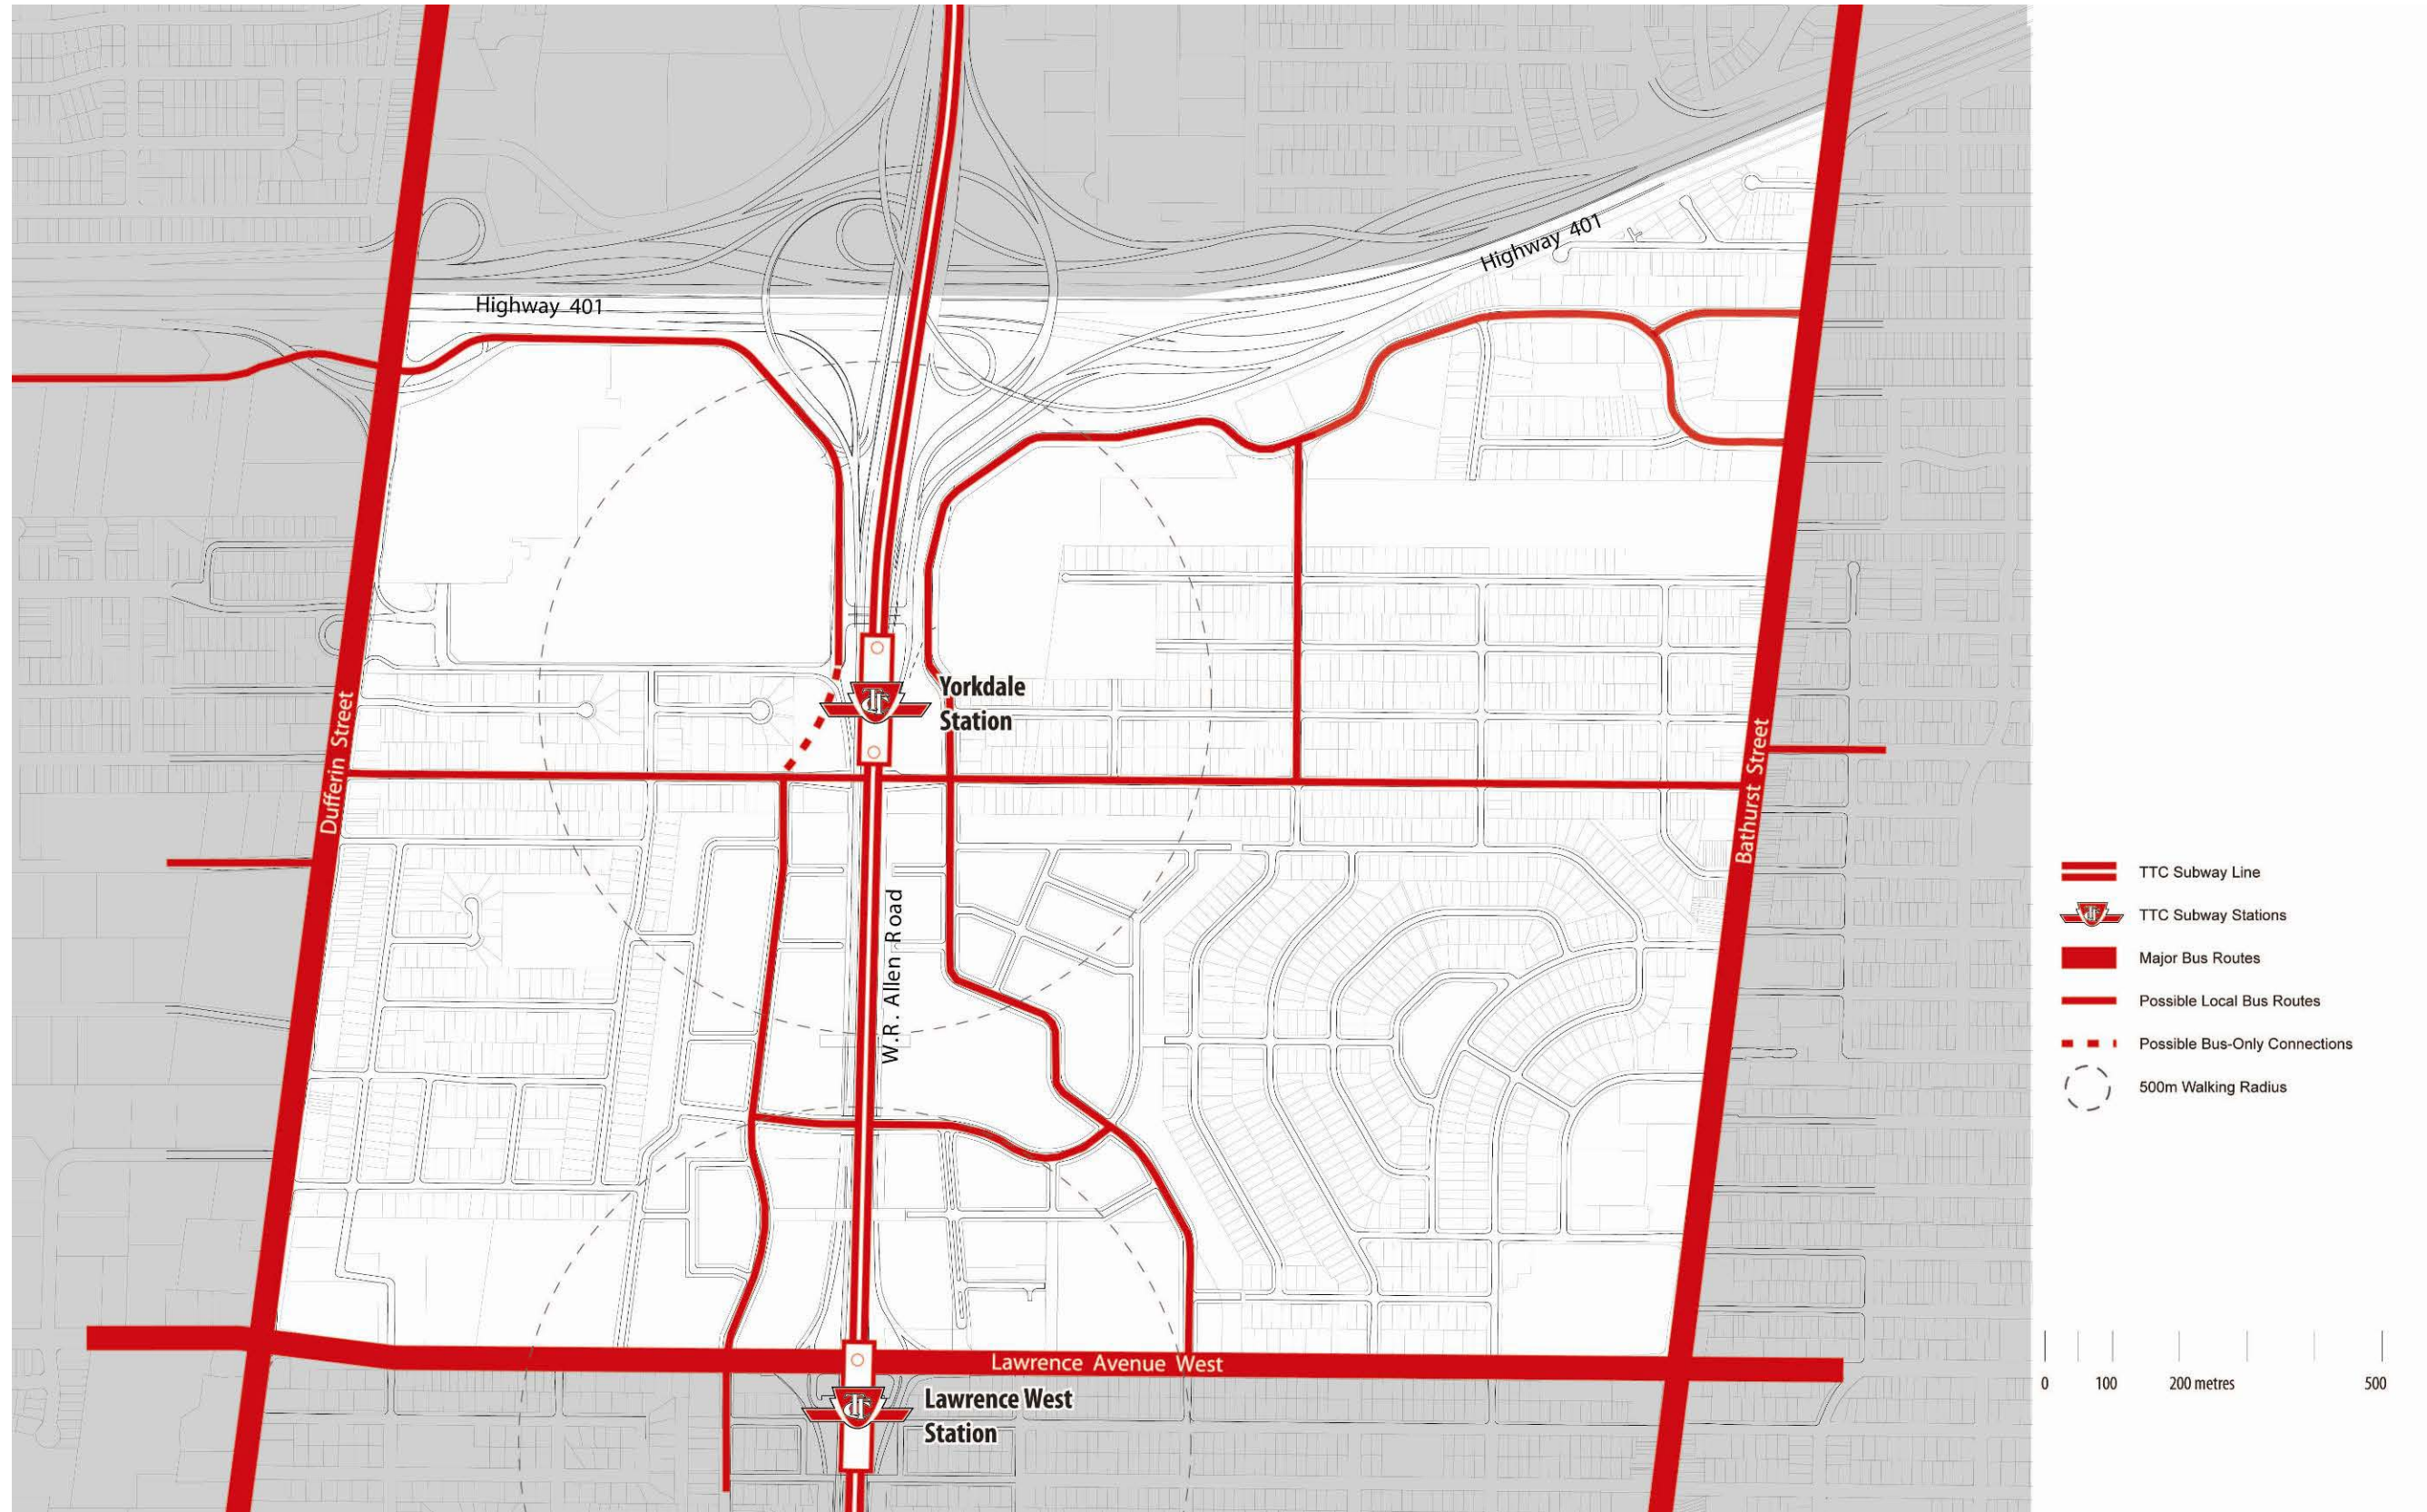 Highway 401
Highway 401
Yorkdale
Station
Dufferin Street
Bathurst Street
W.R. Allen Road
Lawrence Avenue West
Lawrence West
Station
TTC Subway Line
TTC Subway Stations
Major Bus Routes
Possible Local Bus Routes
Possible Bus-Only Connections
500m Walking Radius
0 100 200 metres 500